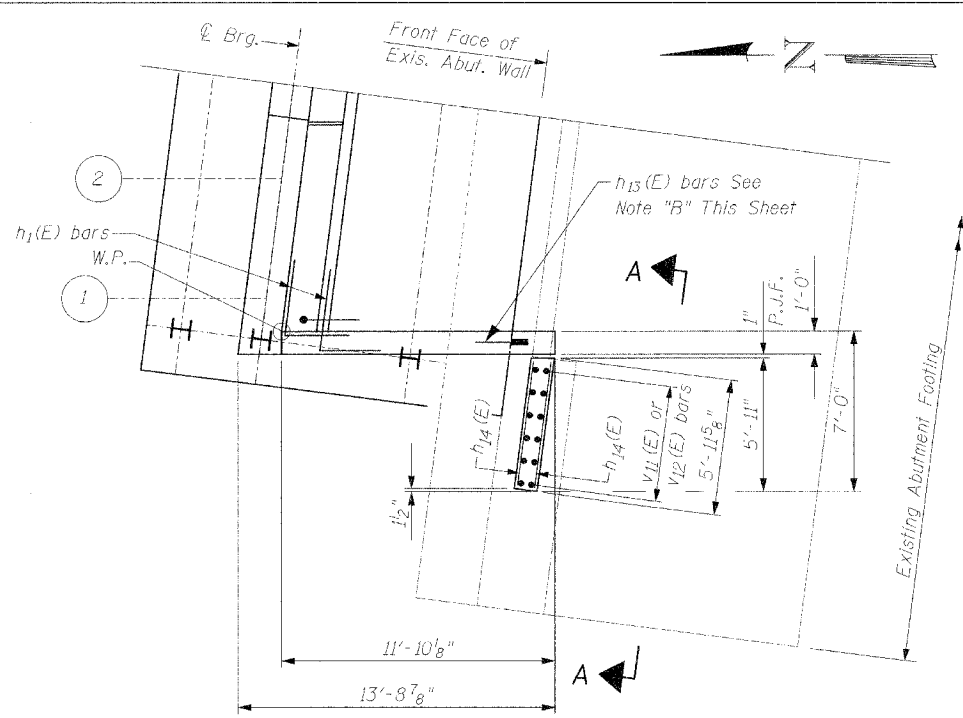 ℄ Brg.
Front Face of
Exis. Abut. Wall
N
2
h13(E) bars See
Note "B" This Sheet
h1(E) bars
W.P.
1
A
1"
P.J.F.
1'-0"
h14(E)
h14(E)
v11(E) or
v12(E) bars
5'-11 5/8"
5'-11"
7'-0"
1 1/2"
Existing Abutment Footing
11'-10 1/8"
A
13'-8 7/8"